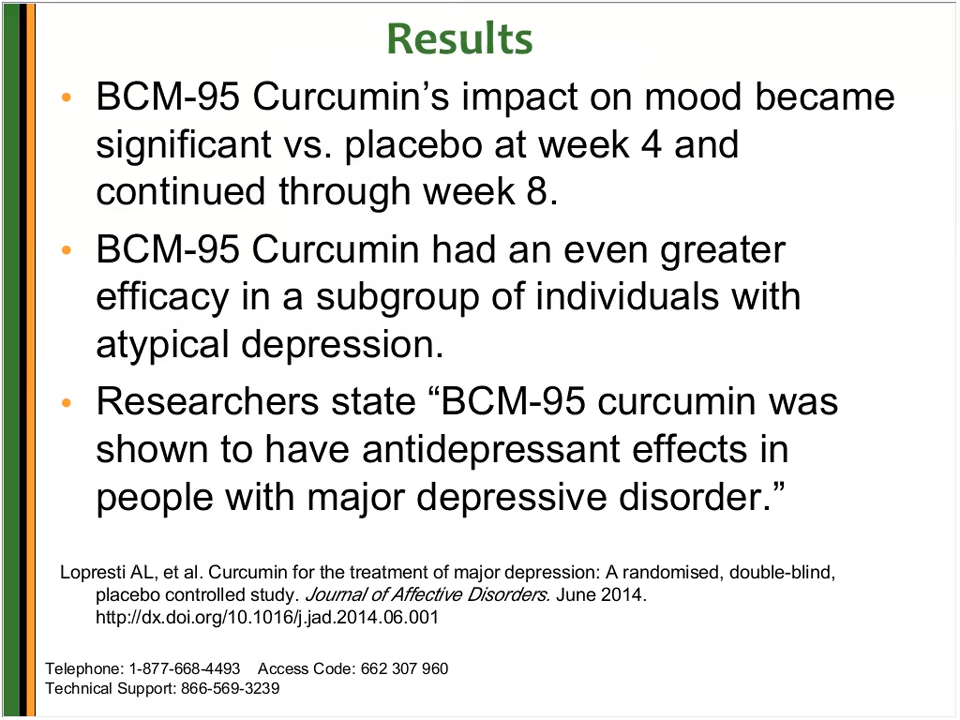 Results
• BCM-95 Curcumin’s impact on mood became
significant vs. placebo at week 4 and
continued through week 8.
• BCM-95 Curcumin had an even greater
efficacy in a subgroup of individuals with
atypical depression.
• Researchers state “BCM-95 curcumin was
shown to have antidepressant effects in
people with major depressive disorder.”
Lopresti AL, et al. Curcumin for the treatment of major depression: A randomised, double-blind,
placebo controlled study. Journal of Affective Disorders. June 2014.
http://dx.doi.org/10.1016/j.jad.2014.06.001
Telephone: 1-877-668-4493 Access Code: 662 307 960
Technical Support: 866-569-3239